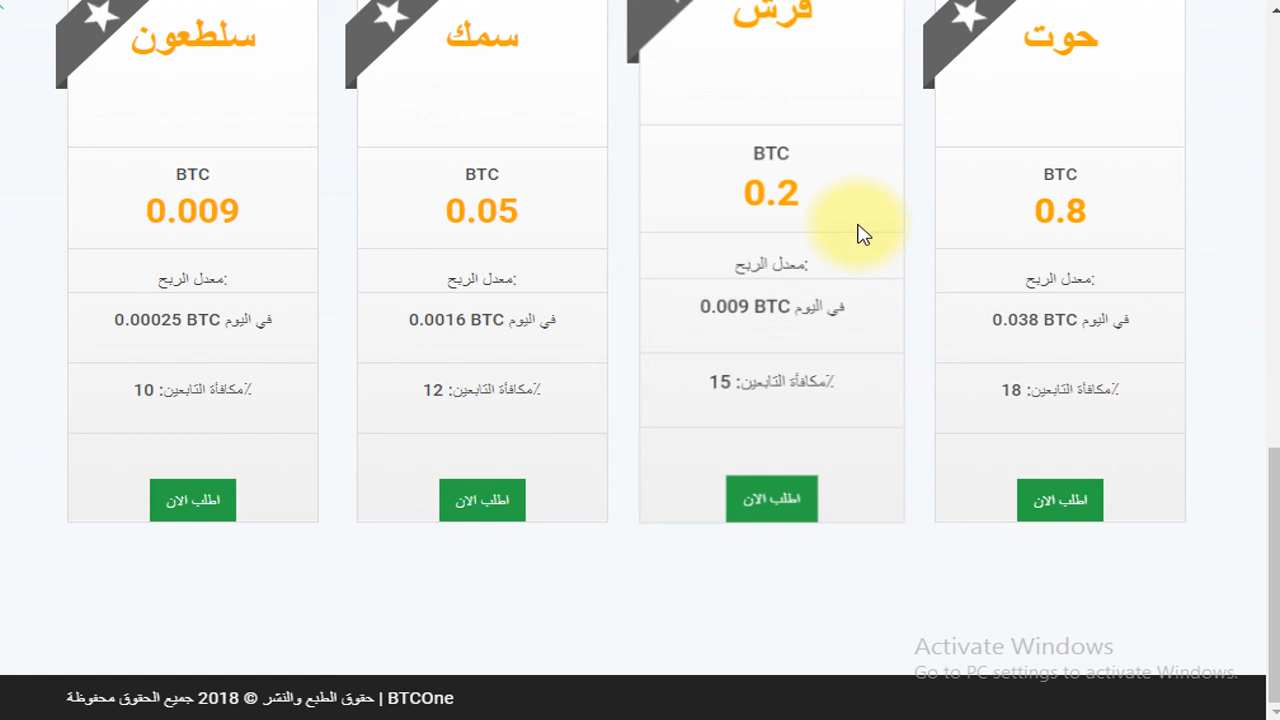 سلطعون
BTC
0.009
معدل الربح:
في اليوم 0.00025 BTC
٪مكافأة التابعين: 10
اطلب الان
سمك
BTC
0.05
معدل الربح:
في اليوم 0.0016 BTC
٪مكافأة التابعين: 12
اطلب الان
قرش
BTC
0.2
معدل الربح:
في اليوم 0.009 BTC
٪مكافأة التابعين: 15
اطلب الان
حوت
BTC
0.8
معدل الربح:
في اليوم 0.038 BTC
٪مكافأة التابعين: 18
اطلب الان
Activate Windows
Go to PC settings to activate Windows.
حقوق الطبع والنشر © 2018 جميع الحقوق محفوظة | BTCOne